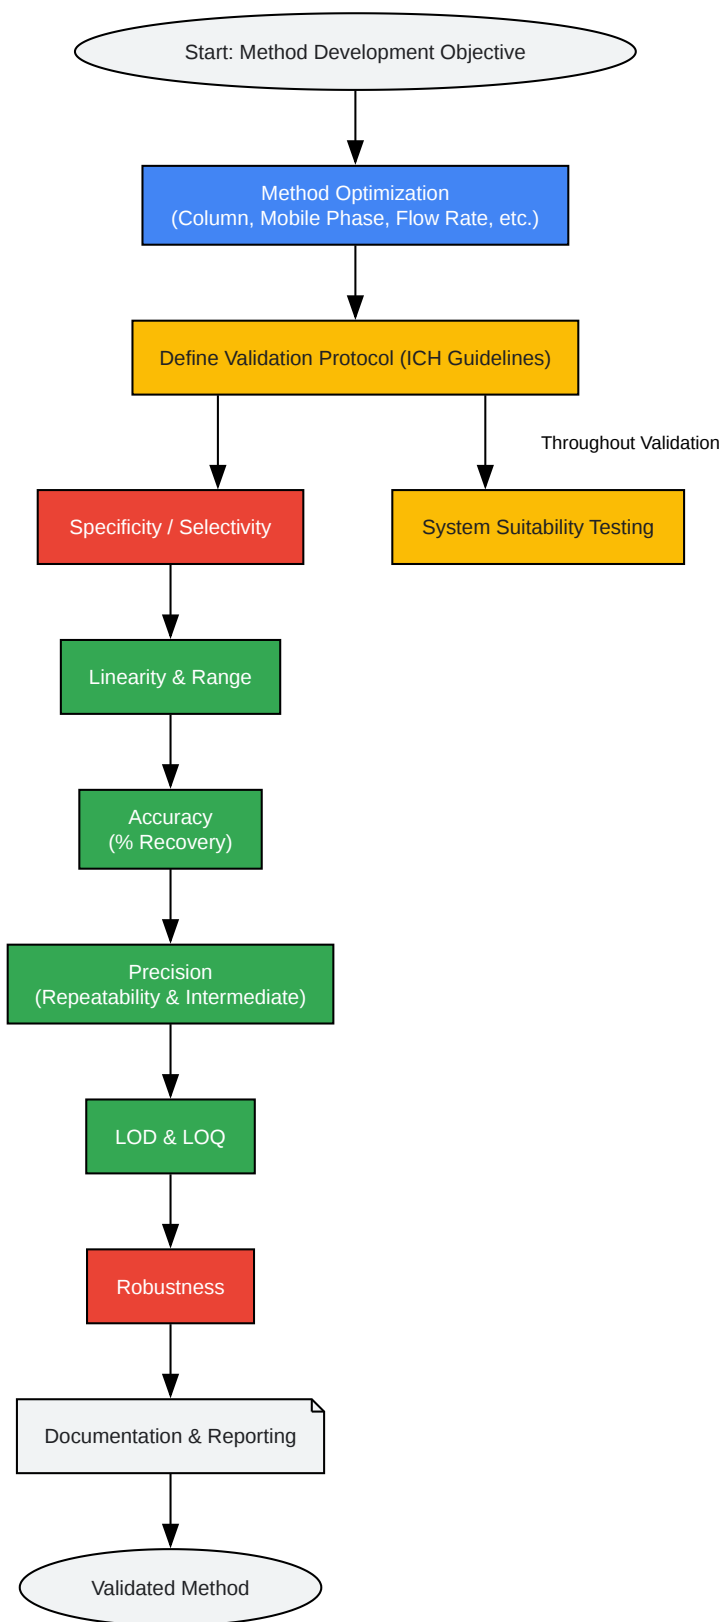 Start: Method Development Objective
Method Optimization
(Column, Mobile Phase, Flow Rate, etc.)
Define Validation Protocol (ICH Guidelines)
Throughout Validation
Specificity / Selectivity
System Suitability Testing
Linearity & Range
Accuracy
(% Recovery)
Precision
(Repeatability & Intermediate)
LOD & LOQ
Robustness
Documentation & Reporting
Validated Method